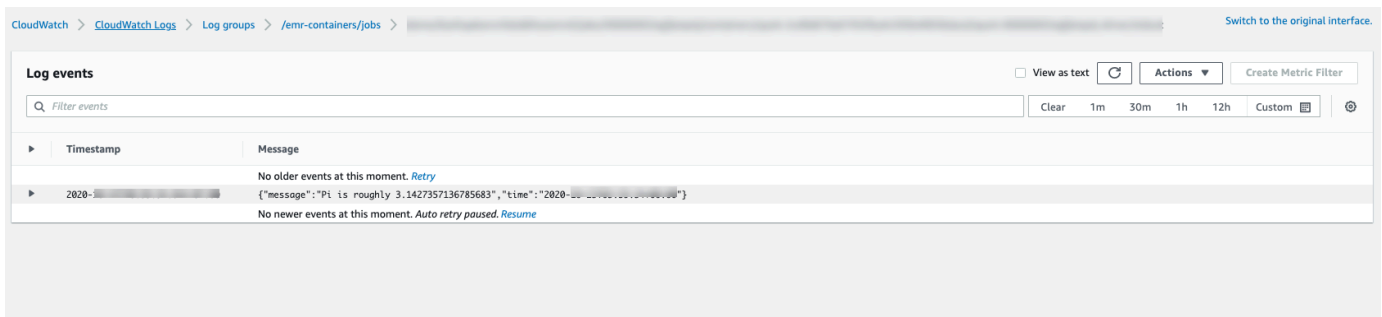 CloudWatch > CloudWatch Logs > Log groups > /emr-containers/jobs >
Switch to the original interface.
Log events
View as text
Actions ▼
Create Metric Filter
Filter events
Clear 1m 30m 1h 12h Custom
Timestamp Message
No older events at this moment. Retry
2020- {"message":"Pi is roughly 3.1427357136785683","time":"2020- "}
No newer events at this moment. Auto retry paused. Resume